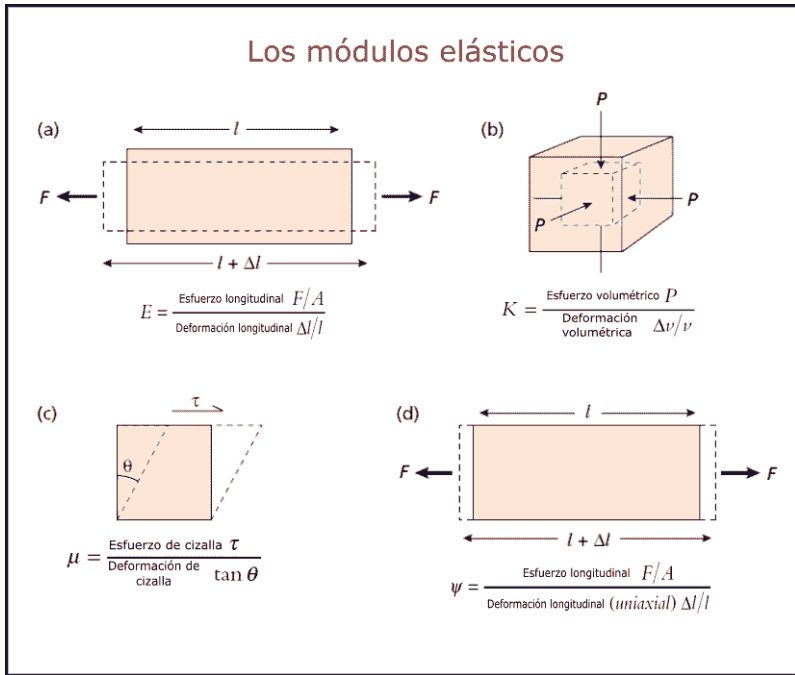 Los módulos elásticos
(a)
l
F
F
l + Δl
E = Esfuerzo longitudinal F/A
Deformación longitudinal Δl/l
(b)
P
P
P
K = Esfuerzo volumétrico P
Deformación volumétrica Δν/ν
(c)
τ
θ
μ = Esfuerzo de cizalla τ
Deformación de cizalla tan θ
(d)
l
F
F
l + Δl
ψ = Esfuerzo longitudinal F/A
Deformación longitudinal (uniaxial) Δl/l